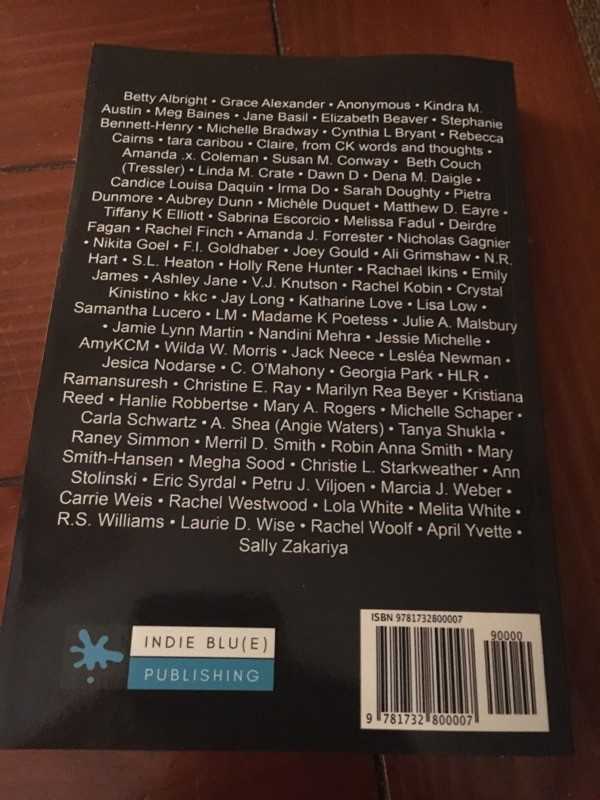 Betty Albright • Grace Alexander • Anonymous • Kindra M.
Austin • Meg Baines • Jane Basil • Elizabeth Beaver • Stephanie
Bennett-Henry • Michelle Bradway • Cynthia L Bryant • Rebecca
Cairns • tara caribou • Claire, from CK words and thoughts •
Amanda .x. Coleman • Susan M. Conway • Beth Couch
(Tressler) • Linda M. Crate • Dawn D • Dena M. Daigle •
Candice Louisa Daquin • Irma Do • Sarah Doughty • Pietra
Dunmore • Aubrey Dunn • Michèle Duquet • Matthew D. Eayre •
Tiffany K Elliott • Sabrina Escorcio • Melissa Fadul • Deirdre
Fagan • Rachel Finch • Amanda J. Forrester • Nicholas Gagnier
• Nikita Goel • F.I. Goldhaber • Joey Gould • Ali Grimshaw • N.R.
Hart • S.L. Heaton • Holly Rene Hunter • Rachael Ikins • Emily
James • Ashley Jane • V.J. Knutson • Rachel Kobin • Crystal
Kinistino • kkc • Jay Long • Katharine Love • Lisa Low •
Samantha Lucero • LM • Madame K Poetess • Julie A. Malsbury
• Jamie Lynn Martin • Nandini Mehra • Jessie Michelle •
AmyKCM • Wilda W. Morris • Jack Neece • Lesléa Newman •
Jesica Nodarse • C. O'Mahony • Georgia Park • HLR •
Ramansuresh • Christine E. Ray • Marilyn Rea Beyer • Kristiana
Reed • Hanlie Robbertse • Mary A. Rogers • Michelle Schaper •
Carla Schwartz • A. Shea (Angie Waters) • Tanya Shukla •
Raney Simmon • Merril D. Smith • Robin Anna Smith • Mary
Smith-Hansen • Megha Sood • Christie L. Starkweather • Ann
Stolinski • Eric Syrdal • Petru J. Viljoen • Marcia J. Weber •
Carrie Weis • Rachel Westwood • Lola White • Melita White •
R.S. Williams • Laurie D. Wise • Rachel Woolf • April Yvette •
Sally Zakariya
INDIE BLU(E)
PUBLISHING
ISBN 9781732800007
90000
9 781732 800007